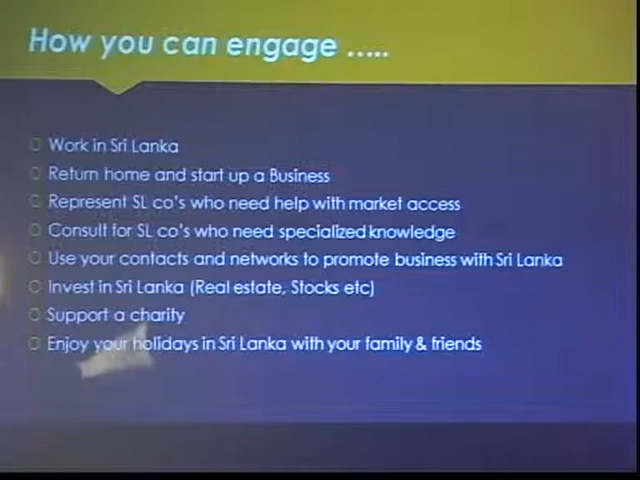 How you can engage .....
Work in Sri Lanka
Return home and start up a Business
Represent SL co's who need help with market access
Consult for SL co's who need specialized knowledge
Use your contacts and networks to promote business with Sri Lanka
Invest in Sri Lanka (Real estate, Stocks etc)
Support a charity
Enjoy your holidays in Sri Lanka with your family & friends